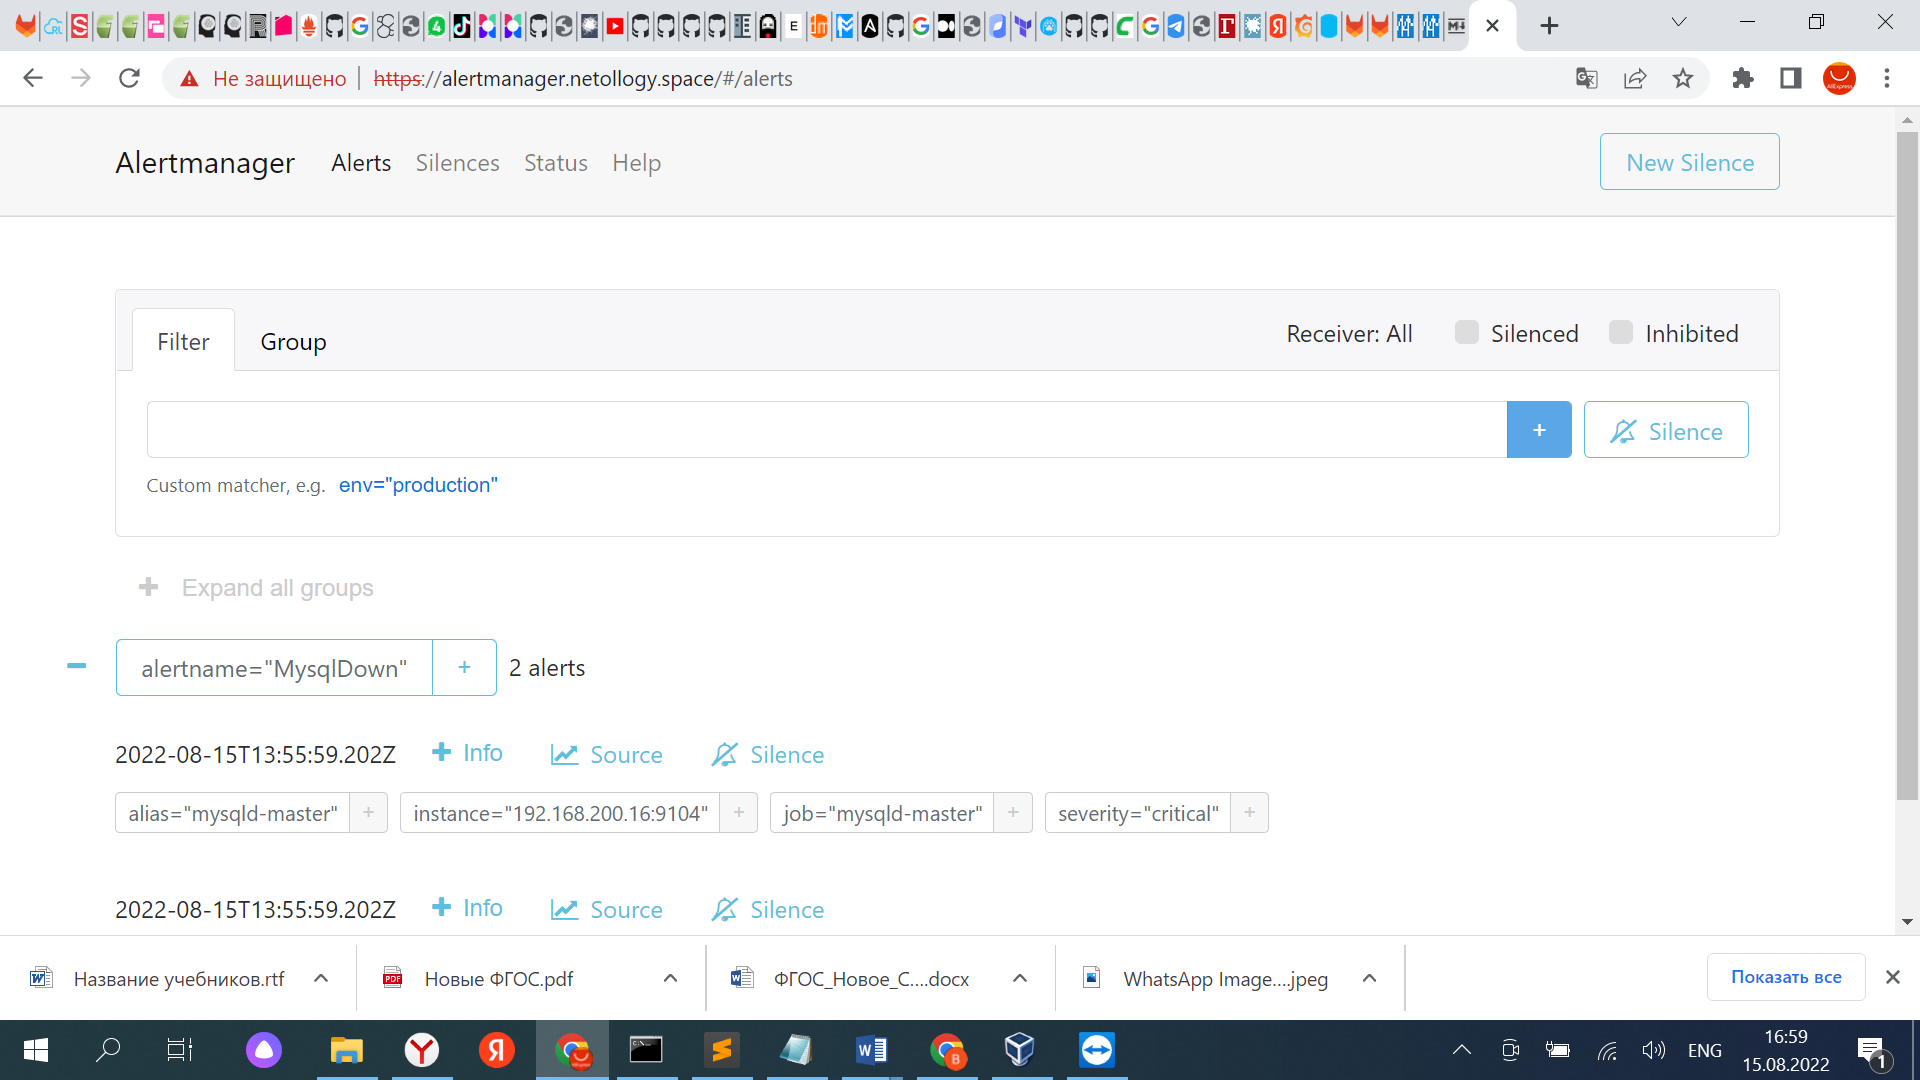 Не защищено https://alertmanager.netollogy.space/#/alerts
Alertmanager Alerts Silences Status Help New Silence
Filter Group Receiver: All Silenced Inhibited
+ Silence
Custom matcher, e.g. env="production"
+ Expand all groups
alertname="MysqlDown" + 2 alerts
2022-08-15T13:55:59.202Z + Info Source Silence
alias="mysqld-master" + instance="192.168.200.16:9104" + job="mysqld-master" + severity="critical" +
2022-08-15T13:55:59.202Z + Info Source Silence
Название учебников.rtf Новые ФГОС.pdf ФГОС_Новое_С....docx WhatsApp Image....jpeg Показать все
ENG 16:59
15.08.2022 1